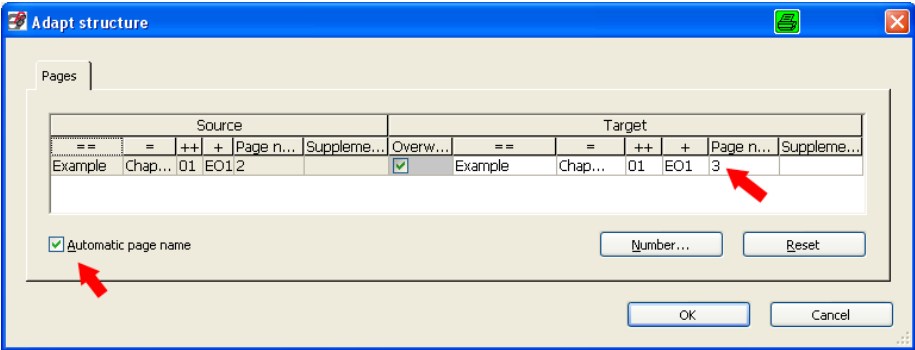 Adapt structure
Pages
Source Target
== = ++ + Page n... Suppleme... Overw... == = ++ + Page n... Suppleme...
Example Chap... 01 EO1 2 Example Chap... 01 EO1 3
Automatic page name Number... Reset
OK Cancel